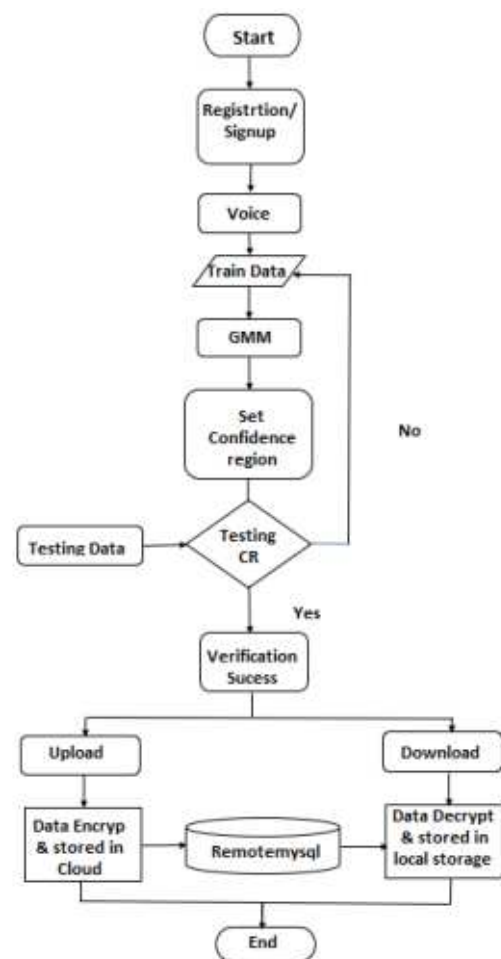 Start
Registrtion/
Signup
Voice
Train Data
GMM
Set
Confidence
region
No
Testing Data
Testing
CR
Yes
Verification
Sucess
Upload
Download
Data Encryp
& stored in
Cloud
Remotemysql
Data Decrypt
& stored in
local storage
End